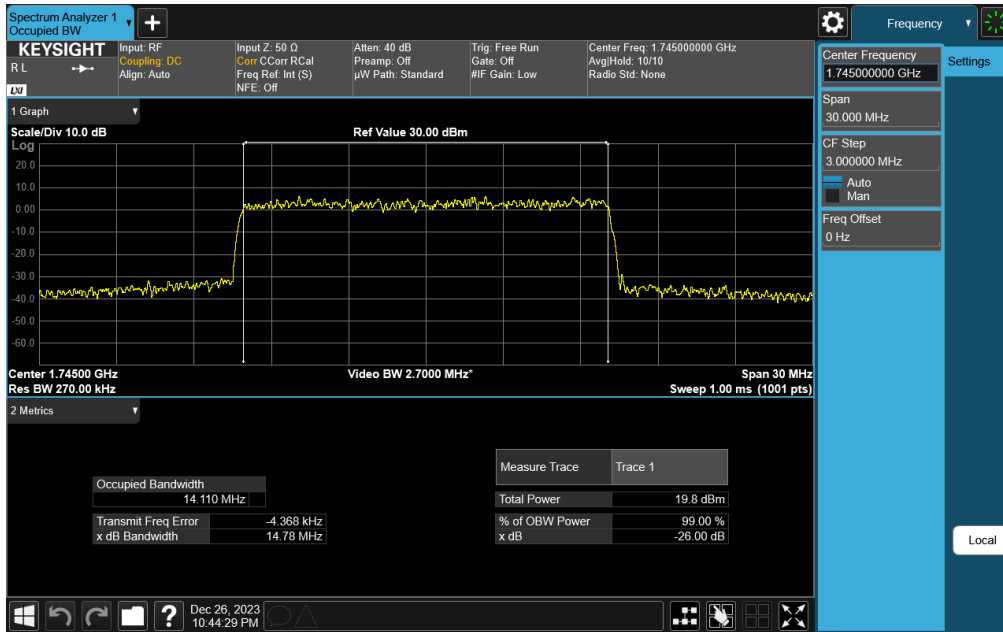 Spectrum Analyzer 1
Occupied BW
Frequency
KEYSIGHT
R L
LXI
Input: RF
Coupling: DC
Align: Auto
Input Z: 50 Ω
Corr CCorr RCal
Freq Ref: Int (S)
NFE: Off
Atten: 40 dB
Preamp: Off
µW Path: Standard
Trig: Free Run
Gate: Off
#IF Gain: Low
Center Freq: 1.745000000 GHz
Avg|Hold: 10/10
Radio Std: None
Center Frequency
1.745000000 GHz
Settings
Span
30.000 MHz
CF Step
3.000000 MHz
Auto
Man
Freq Offset
0 Hz
Local
1 Graph
Scale/Div 10.0 dB
Ref Value 30.00 dBm
Log
20.0
10.0
0.00
-10.0
-20.0
-30.0
-40.0
-50.0
-60.0
Center 1.74500 GHz
Video BW 2.7000 MHz*
Span 30 MHz
Res BW 270.00 kHz
Sweep 1.00 ms (1001 pts)
2 Metrics
Occupied Bandwidth
14.110 MHz
Transmit Freq Error -4.368 kHz
x dB Bandwidth 14.78 MHz
Measure Trace Trace 1
Total Power 19.8 dBm
% of OBW Power 99.00 %
x dB -26.00 dB
?
Dec 26, 2023
10:44:29 PM